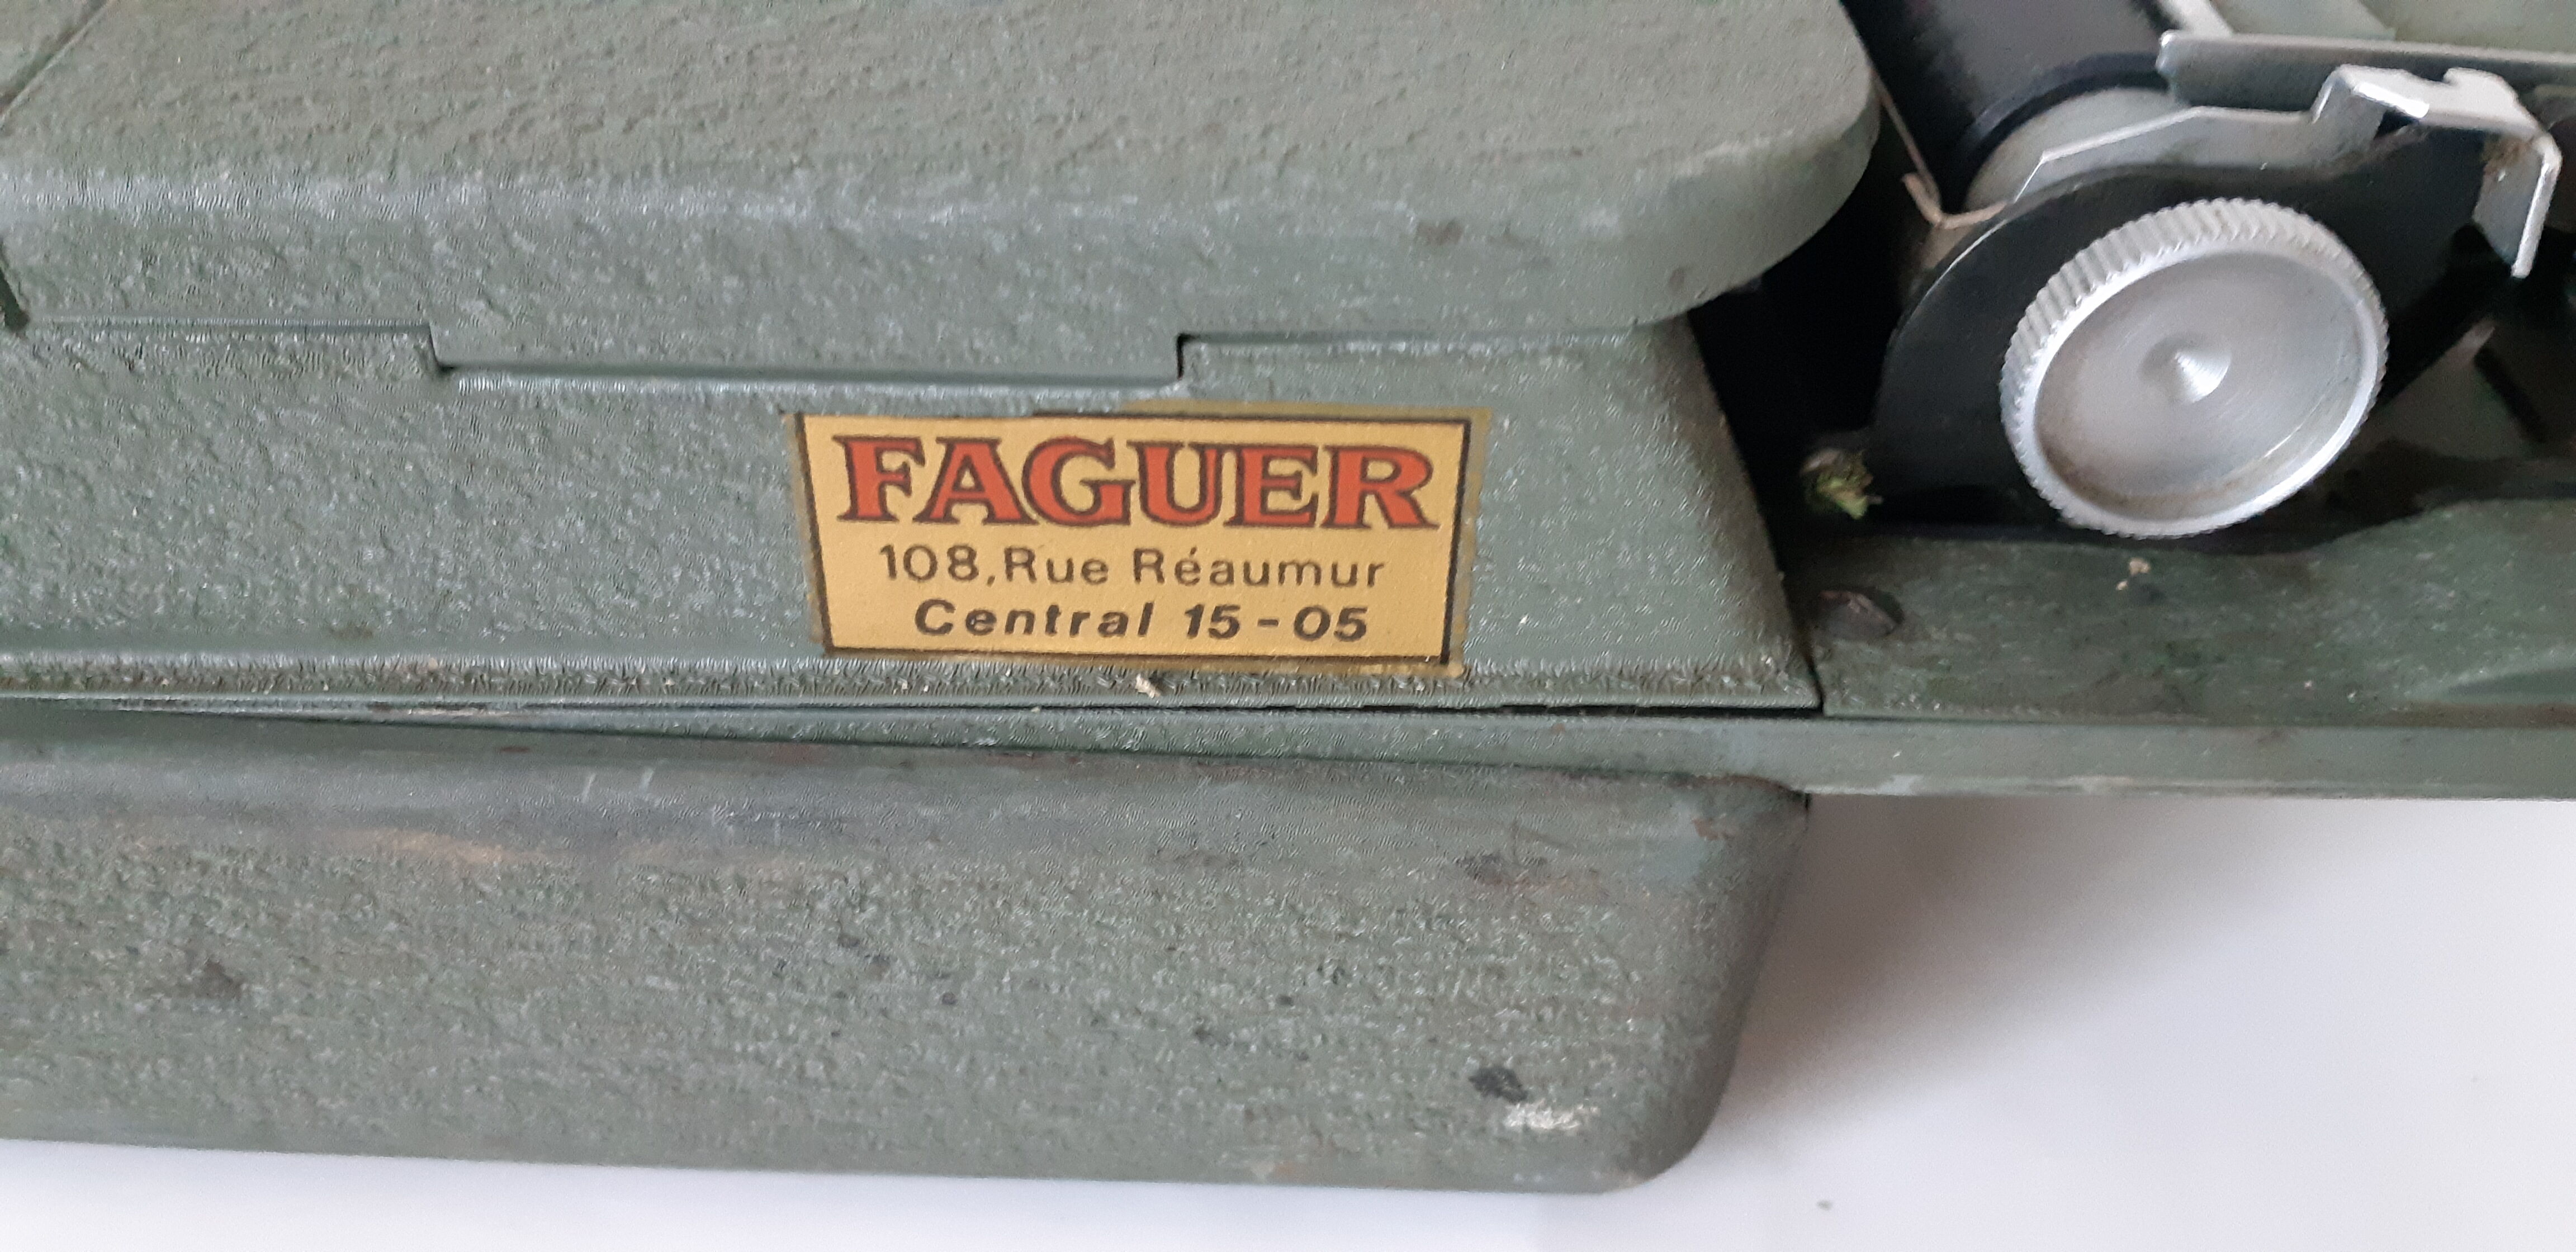 FAGUER
108, Rue Réaumur
Central 15-05